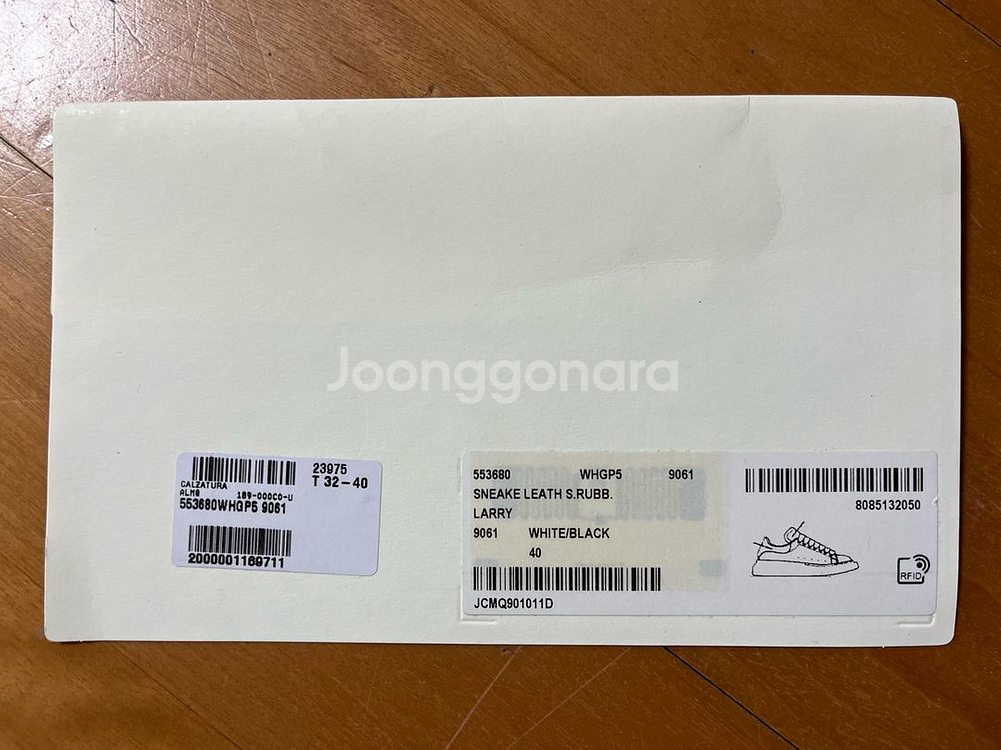 Joonggonara
23975
T 32-40
CALZATURA
ALMQ 189-000C0-U
553680WHGP5 9061
2000001169711
553680 WHGP5 9061
SNEAKE LEATH S.RUBB.
LARRY
9061 WHITE/BLACK
40
JCMQ901011D
8085132050
RFID